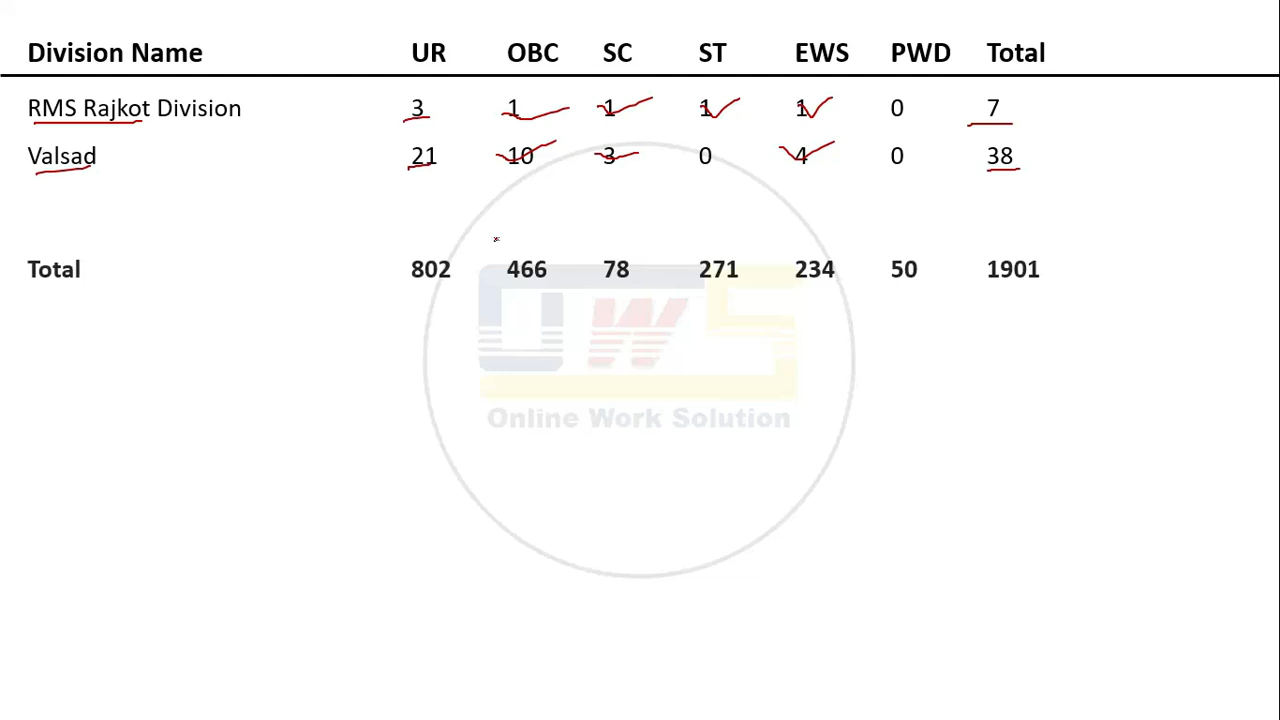 Division Name UR OBC SC ST EWS PWD Total
RMS Rajkot Division 3 1 1 1 1 0 7
Valsad 21 10 3 0 4 0 38
Total 802 466 78 271 234 50 1901
OWS
Online Work Solution